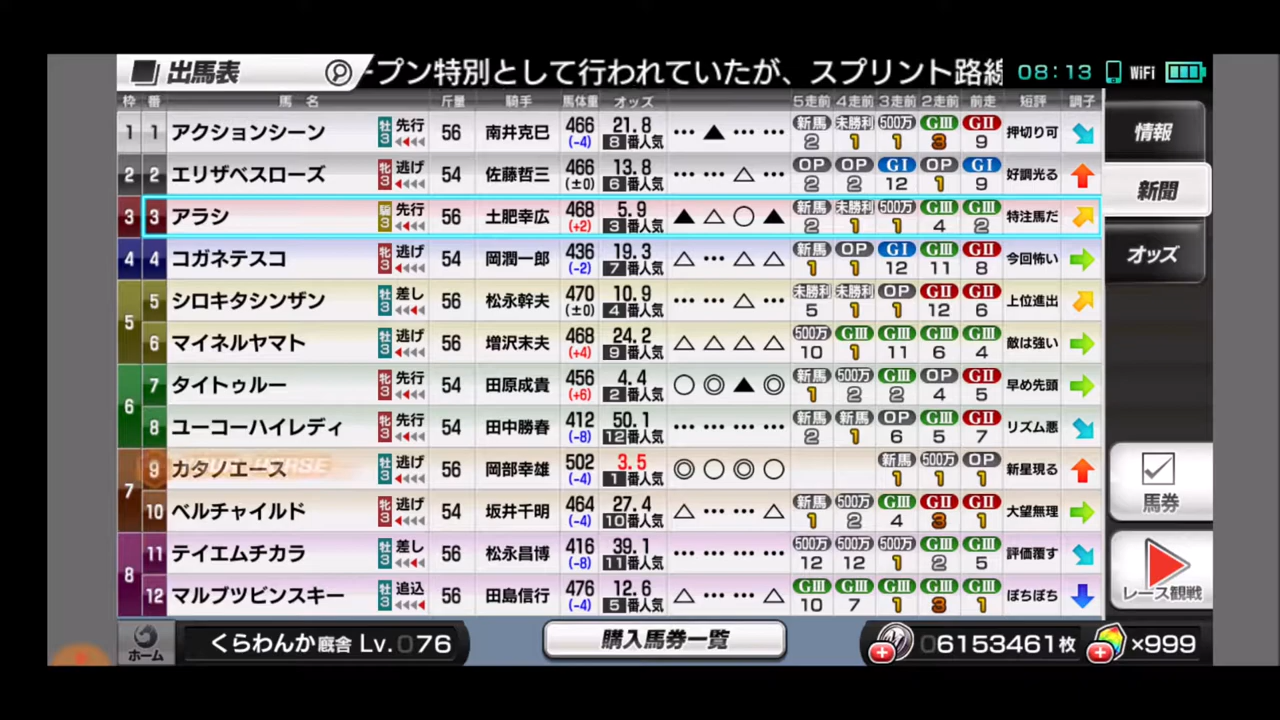 出馬表 ープン特別として行われていたが、スプリント路線 08:13 WiFi
枠 番 馬名 斤量 騎手 馬体重 オッズ 5走前 4走前 3走前 2走前 前走 短評 調子
1 1 アクションシーン 牡3 先行 56 南井克巳 466 (-4) 21.8 8番人気 … ▲ … … 新馬 2 未勝利 1 500万 1 GIII 3 GII 9 押切り可
2 2 エリザベスローズ 牝3 逃げ 54 佐藤哲三 466 (±0) 13.8 6番人気 … … △ … OP 2 OP 2 GI 12 OP 1 GI 9 好調光る
3 3 アラシ 騸3 先行 56 土肥幸広 468 (+2) 5.9 3番人気 ▲ △ ○ ▲ 新馬 2 未勝利 1 500万 1 GIII 4 GII 2 特注馬だ
4 4 コガネテスコ 牝3 逃げ 54 岡潤一郎 436 (-2) 19.3 7番人気 △ … △ △ 新馬 1 OP 1 GI 12 GIII 11 GII 8 今回怖い
5 5 シロキタシンザン 牡3 差し 56 松永幹夫 470 (±0) 10.9 4番人気 … … △ … 未勝利 5 未勝利 1 OP 1 GII 12 GII 6 上位進出
6 マイネルヤマト 牡3 逃げ 56 増沢末夫 468 (+4) 24.2 9番人気 △ △ △ △ 500万 10 GIII 1 GIII 11 GIII 6 GII 4 敵は強い
6 7 タイトゥルー 牝3 先行 54 田原成貴 456 (+6) 4.4 2番人気 ○ ◎ ▲ ◎ 新馬 1 500万 2 GIII 2 OP 4 GII 5 早め先頭
8 ユーコーハイレディ 牝3 先行 54 田中勝春 412 (-8) 50.1 12番人気 … … … … 新馬 2 新馬 1 OP 6 GIII 5 GII 7 リズム悪
7 9 カタノエース 牡3 逃げ 56 岡部幸雄 502 (-4) 3.5 1番人気 ◎ ○ ◎ ○ 新馬 1 500万 1 OP 1 新星現る
10 ベルチャイルド 牝3 逃げ 54 坂井千明 464 (-4) 27.4 10番人気 △ … … △ 新馬 1 500万 2 GIII 4 GII 3 GII 1 大望無理
8 11 テイエムチカラ 牡3 差し 56 松永昌博 416 (-8) 39.1 11番人気 … … … … 500万 12 500万 12 500万 1 GIII 2 GII 5 評価覆す
12 マルブツビンスキー 牡3 追込 56 田島信行 476 (-4) 12.6 5番人気 △ … … △ GIII 10 GIII 7 GIII 1 GIII 3 GIII 1 ぼちぼち
情報
新聞
オッズ
馬券
レース観戦
ホーム くらわんか厩舎 Lv.076 購入馬券一覧 06153461枚 ×999